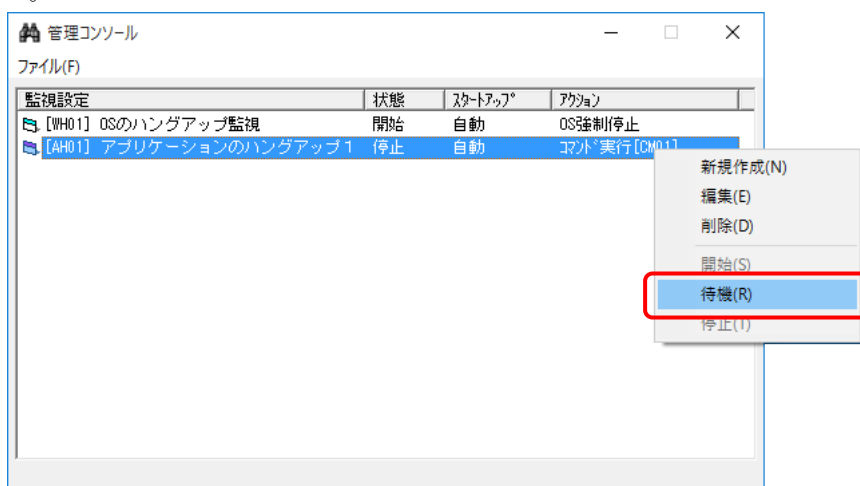 管理コンソール
ファイル(F)
監視設定 状態 ｽﾀｰﾄｱｯﾌﾟ ｱｸｼｮﾝ
[WH01] OSのハングアップ監視 開始 自動 OS強制停止
[AH01] アプリケーションのハングアップ１ 停止 自動 ｺﾏﾝﾄﾞ実行[CM01]
新規作成(N)
編集(E)
削除(D)
開始(S)
待機(R)
停止(T)